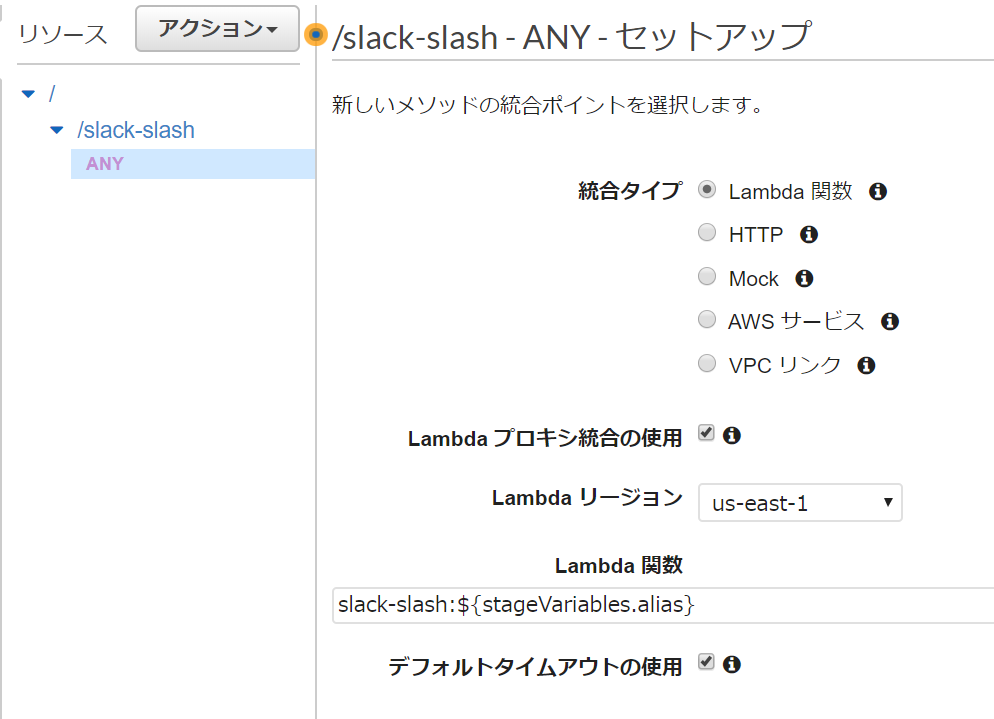 リソース
アクション
/slack-slash - ANY - セットアップ
/
/slack-slash
ANY
新しいメソッドの統合ポイントを選択します。
統合タイプ
Lambda 関数
HTTP
Mock
AWS サービス
VPC リンク
Lambda プロキシ統合の使用
Lambda リージョン
us-east-1
Lambda 関数
slack-slash:${stageVariables.alias}
デフォルトタイムアウトの使用